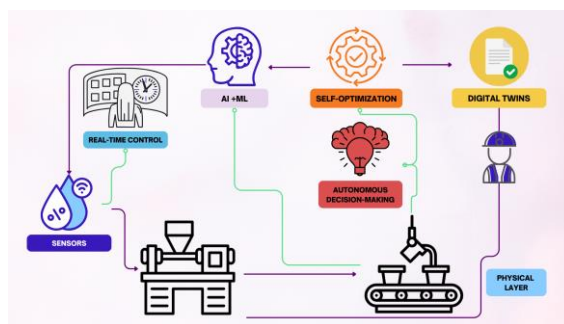 AI +ML
SELF-OPTIMIZATION
DIGITAL TWINS
REAL-TIME CONTROL
AUTONOMOUS
DECISION-MAKING
%
SENSORS
PHYSICAL
LAYER